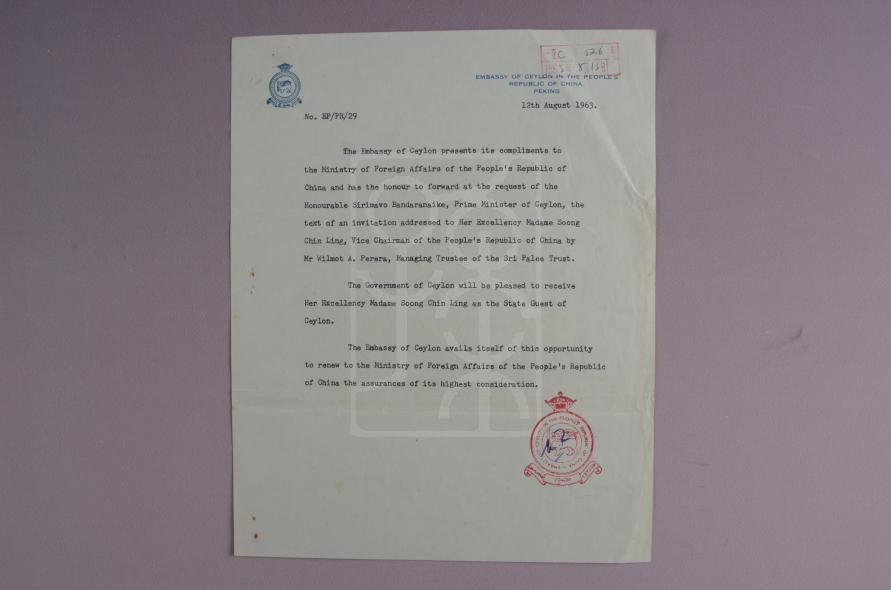 EMBASSY OF CEYLON IN THE PEOPLE'S
REPUBLIC OF CHINA
PEKING
12th August 1963.
No. EP/PR/29
The Embassy of Ceylon presents its compliments to
the Ministry of Foreign Affairs of the People's Republic of
China and has the honour to forward at the request of the
Honourable Sirimavo Bandaranaike, Prime Minister of Ceylon, the
text of an invitation addressed to Her Excellency Madame Soong
Chin Ling, Vice Chairman of the People's Republic of China by
Mr Wilmot A. Perera, Managing Trustee of the Sri Palee Trust.
The Government of Ceylon will be pleased to receive
Her Excellency Madame Soong Chin Ling as the State Guest of
Ceylon.
The Embassy of Ceylon avails itself of this opportunity
to renew to the Ministry of Foreign Affairs of the People's Republic
of China the assurances of its highest consideration.